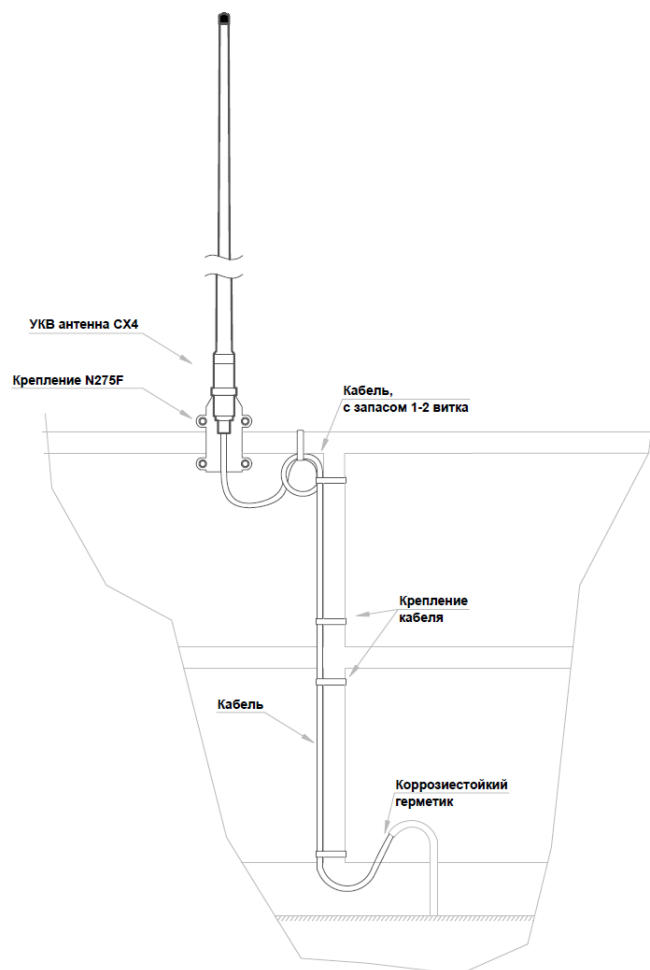 УКВ антенна CX4
Крепление N275F
Кабель,
с запасом 1-2 витка
Крепление
кабеля
Кабель
Коррозиестойкий
герметик